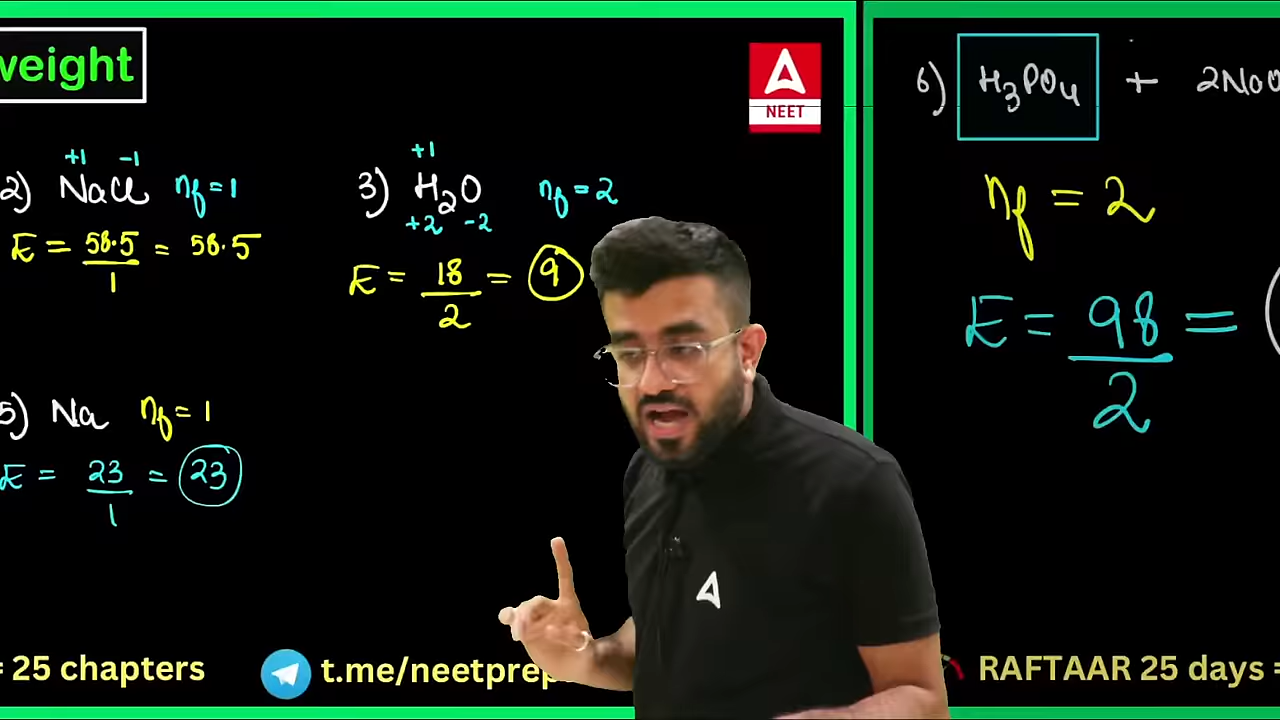 weight
NEET
2) NaCl nf = 1
+1 -1
E = 58.5/1 = 58.5
3) H2O nf = 2
+1
+2 -2
E = 18/2 = 9
5) Na nf = 1
E = 23/1 = 23
= 25 chapters
t.me/neetprep
6) H3PO4 + 2NaO
nf = 2
E = 98/2 =
RAFTAAR 25 days =